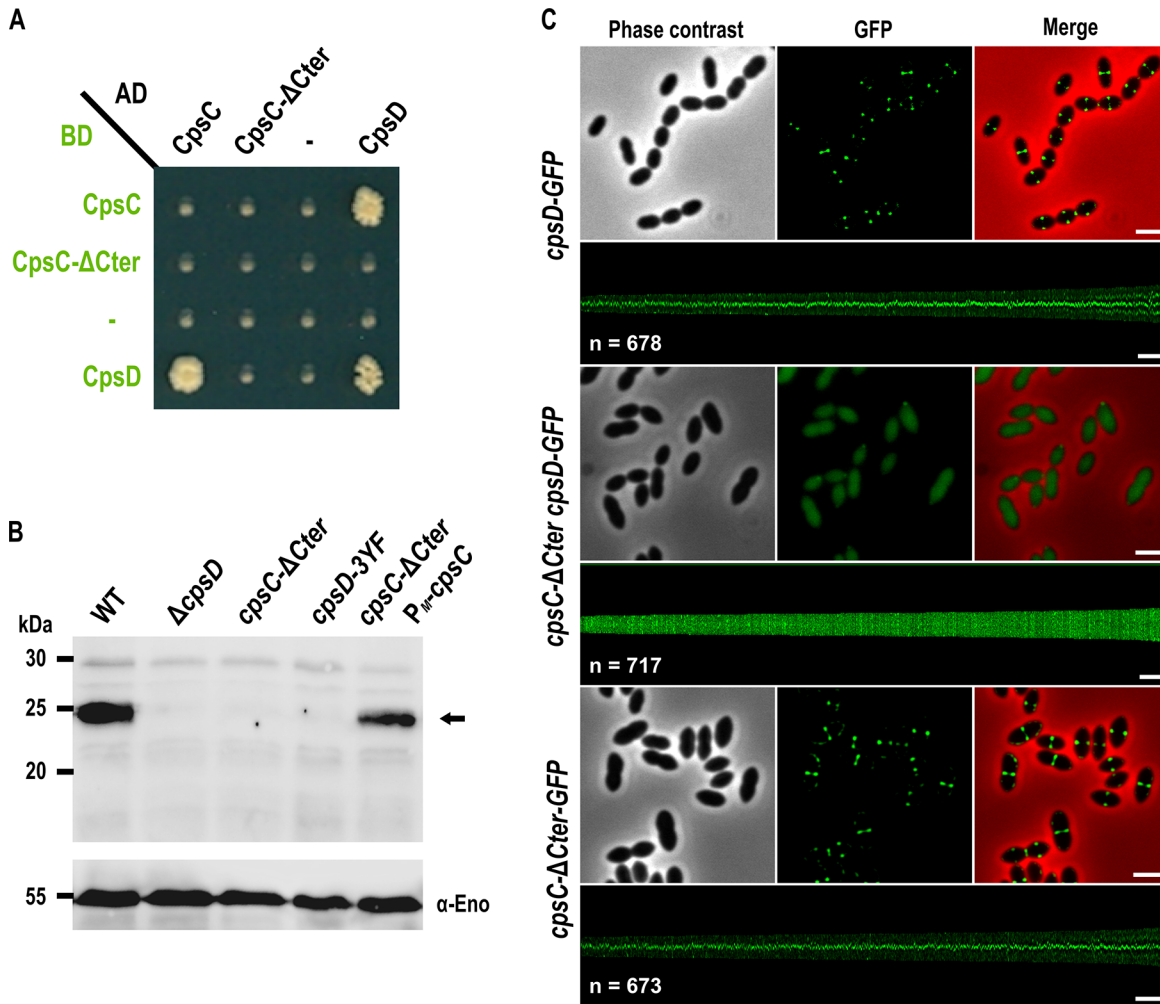 A
AD
BD
CpsC
CpsC-ΔCter
-
CpsD
CpsC
CpsC-ΔCter
-
CpsD
B
WT
ΔcpsD
cpsC-ΔCter
cpsD-3YF
cpsC-ΔCter
PM-cpsC
kDa
30
25
20
55
α-Eno
C
Phase contrast
GFP
Merge
cpsD-GFP
n = 678
cpsC-ΔCter cpsD-GFP
n = 717
cpsC-ΔCter-GFP
n = 673